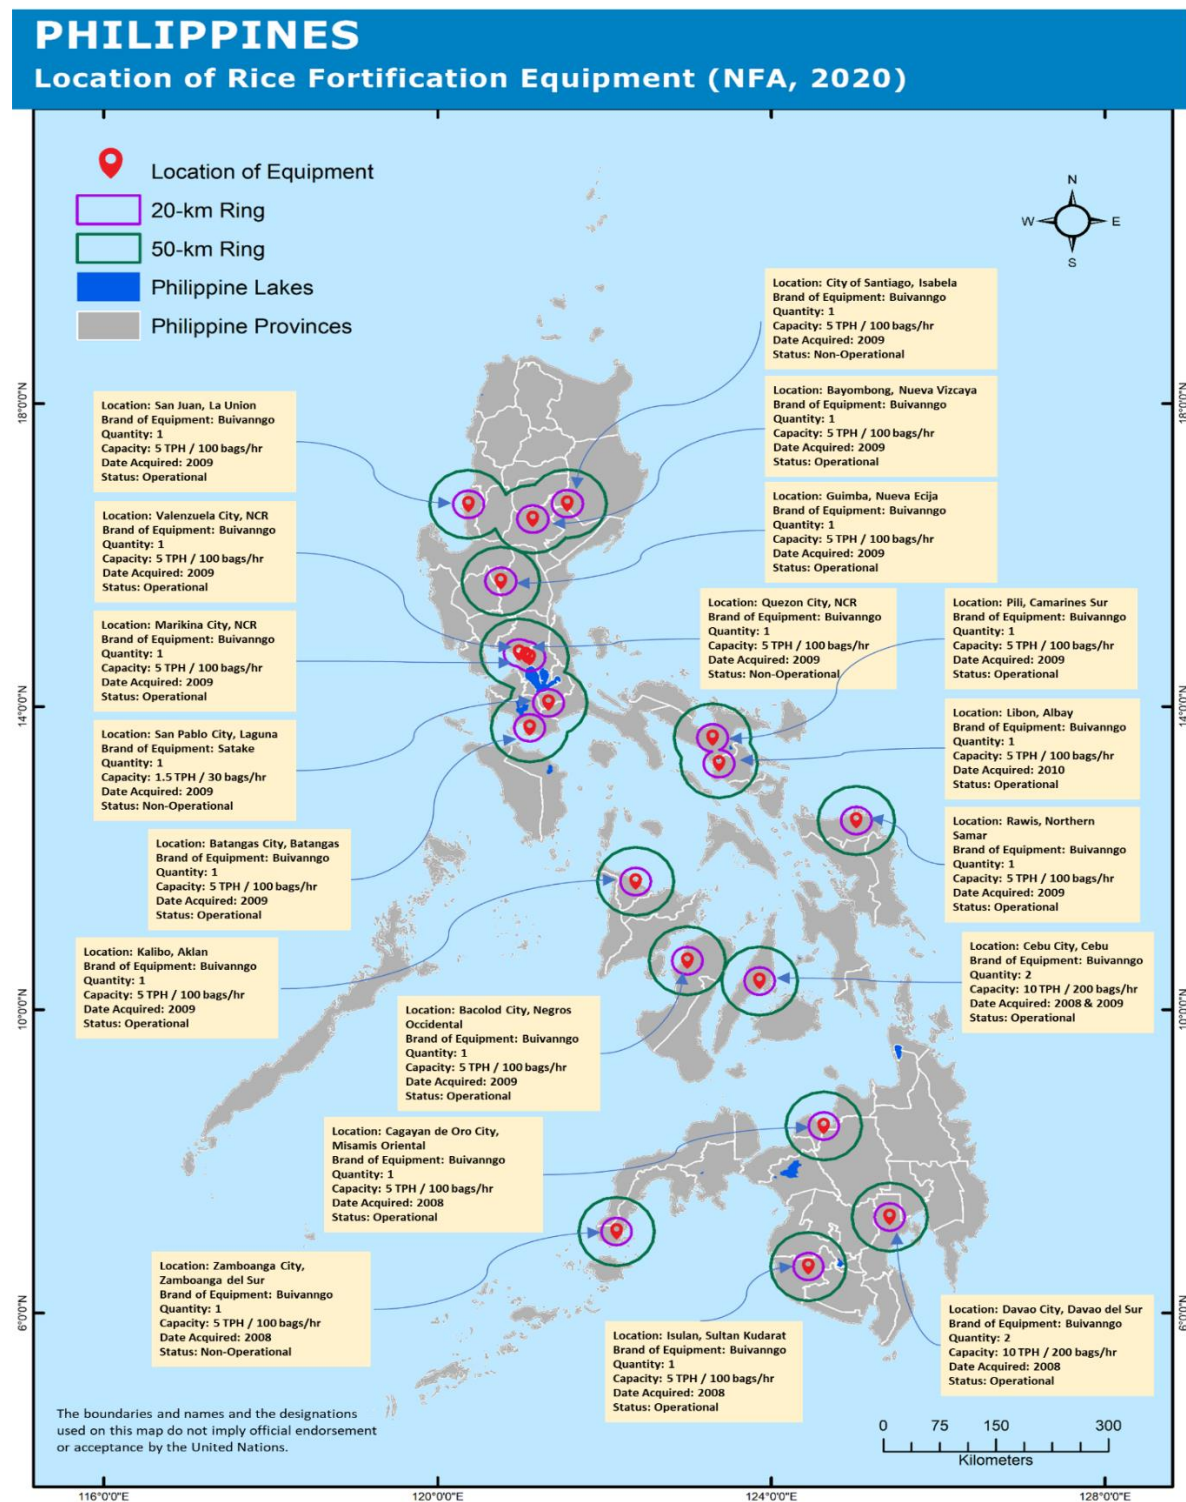 PHILIPPINES
Location of Rice Fortification Equipment (NFA, 2020)
Location of Equipment
20-km Ring
50-km Ring
Philippine Lakes
Philippine Provinces
N
W
E
S
Location: City of Santiago, Isabela
Brand of Equipment: Buivanngo
Quantity: 1
Capacity: 5 TPH / 100 bags/hr
Date Acquired: 2009
Status: Non-Operational
Location: Bayombong, Nueva Vizcaya
Brand of Equipment: Buivanngo
Quantity: 1
Capacity: 5 TPH / 100 bags/hr
Date Acquired: 2009
Status: Operational
Location: Guimba, Nueva Ecija
Brand of Equipment: Buivanngo
Quantity: 1
Capacity: 5 TPH / 100 bags/hr
Date Acquired: 2009
Status: Operational
Location: San Juan, La Union
Brand of Equipment: Buivanngo
Quantity: 1
Capacity: 5 TPH / 100 bags/hr
Date Acquired: 2009
Status: Operational
Location: Valenzuela City, NCR
Brand of Equipment: Buivanngo
Quantity: 1
Capacity: 5 TPH / 100 bags/hr
Date Acquired: 2009
Status: Operational
Location: Marikina City, NCR
Brand of Equipment: Buivanngo
Quantity: 1
Capacity: 5 TPH / 100 bags/hr
Date Acquired: 2009
Status: Operational
Location: Quezon City, NCR
Brand of Equipment: Buivanngo
Quantity: 1
Capacity: 5 TPH / 100 bags/hr
Date Acquired: 2009
Status: Non-Operational
Location: Pili, Camarines Sur
Brand of Equipment: Buivanngo
Quantity: 1
Capacity: 5 TPH / 100 bags/hr
Date Acquired: 2009
Status: Operational
Location: San Pablo City, Laguna
Brand of Equipment: Satake
Quantity: 1
Capacity: 1.5 TPH / 30 bags/hr
Date Acquired: 2009
Status: Non-Operational
Location: Libon, Albay
Brand of Equipment: Buivanngo
Quantity: 1
Capacity: 5 TPH / 100 bags/hr
Date Acquired: 2010
Status: Operational
Location: Rawis, Northern
Samar
Brand of Equipment: Buivanngo
Quantity: 1
Capacity: 5 TPH / 100 bags/hr
Date Acquired: 2009
Status: Operational
Location: Batangas City, Batangas
Brand of Equipment: Buivanngo
Quantity: 1
Capacity: 5 TPH / 100 bags/hr
Date Acquired: 2009
Status: Operational
Location: Kalibo, Aklan
Brand of Equipment: Buivanngo
Quantity: 1
Capacity: 5 TPH / 100 bags/hr
Date Acquired: 2009
Status: Operational
Location: Cebu City, Cebu
Brand of Equipment: Buivanngo
Quantity: 2
Capacity: 10 TPH / 200 bags/hr
Date Acquired: 2008 & 2009
Status: Operational
Location: Bacolod City, Negros
Occidental
Brand of Equipment: Buivanngo
Quantity: 1
Capacity: 5 TPH / 100 bags/hr
Date Acquired: 2009
Status: Operational
Location: Cagayan de Oro City,
Misamis Oriental
Brand of Equipment: Buivanngo
Quantity: 1
Capacity: 5 TPH / 100 bags/hr
Date Acquired: 2008
Status: Operational
Location: Zamboanga City,
Zamboanga del Sur
Brand of Equipment: Buivanngo
Quantity: 1
Capacity: 5 TPH / 100 bags/hr
Date Acquired: 2008
Status: Non-Operational
Location: Isulan, Sultan Kudarat
Brand of Equipment: Buivanngo
Quantity: 1
Capacity: 5 TPH / 100 bags/hr
Date Acquired: 2008
Status: Operational
Location: Davao City, Davao del Sur
Brand of Equipment: Buivanngo
Quantity: 2
Capacity: 10 TPH / 200 bags/hr
Date Acquired: 2008
Status: Operational
The boundaries and names and the designations
used on this map do not imply official endorsement
or acceptance by the United Nations.
0 75 150 300
Kilometers
18°0'0"N
14°0'0"N
10°0'0"N
6°0'0"N
18°0'0"N
14°0'0"N
10°0'0"N
6°0'0"N
116°0'0"E
120°0'0"E
124°0'0"E
128°0'0"E